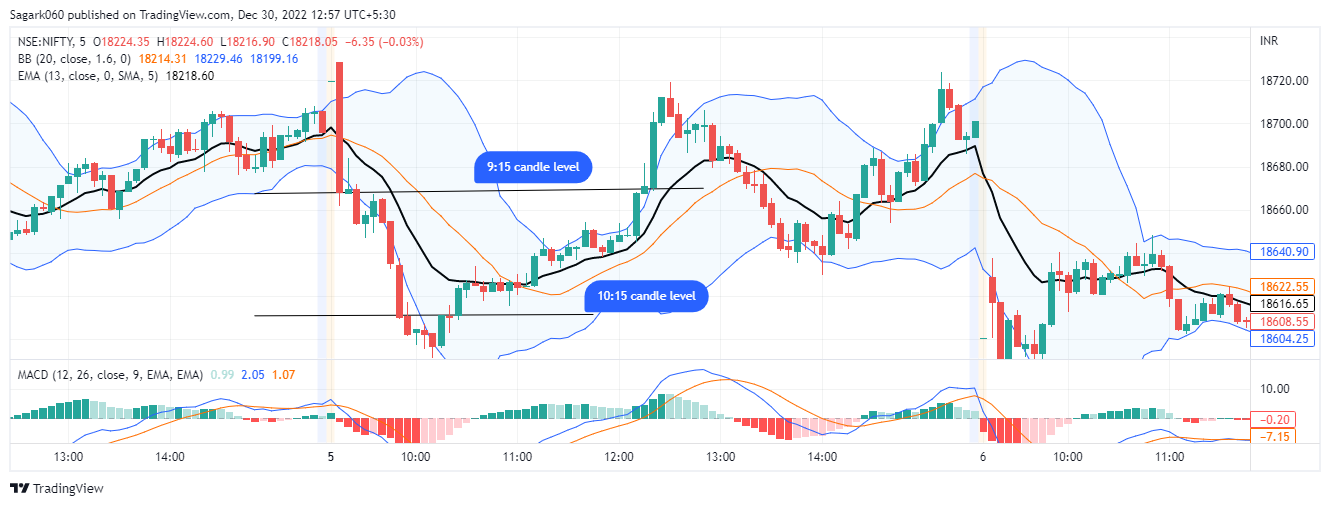 Sagark060 published on TradingView.com, Dec 30, 2022 12:57 UTC+5:30
NSE:NIFTY, 5 O18224.35 H18224.60 L18216.90 C18218.05 −6.35 (−0.03%)
INR
BB (20, close, 1.6, 0) 18214.31 18229.46 18199.16
EMA (13, close, 0, SMA, 5) 18218.60
18720.00
18700.00
9:15 candle level
18680.00
18660.00
18640.90
18622.55
10:15 candle level
18616.65
18608.55
18604.25
MACD (12, 26, close, 9, EMA, EMA) 0.99 2.05 1.07
10.00
−0.20
−7.15
13:00 14:00 5 10:00 11:00 12:00 13:00 14:00 6 10:00 11:00
TradingView